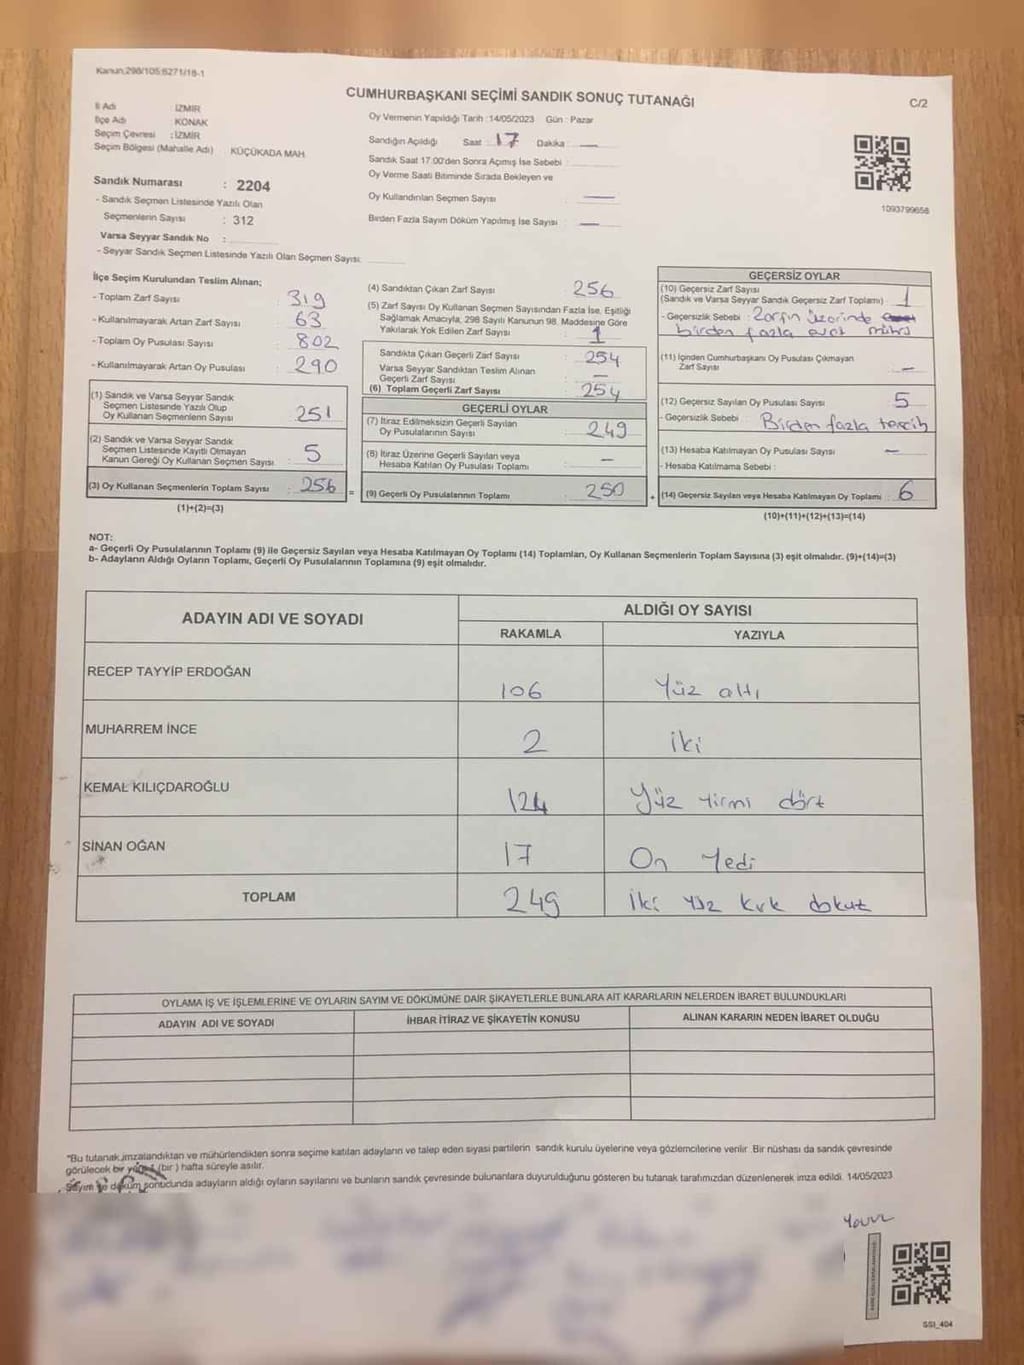 Kanun:298/105;6271/18-1
CUMHURBAŞKANI SEÇİMİ SANDIK SONUÇ TUTANAĞI
C/2
İl Adı İZMİR
İlçe Adı KONAK
Seçim Çevresi : İZMİR
Seçim Bölgesi (Mahalle Adı) KÜÇÜKADA MAH.
Sandık Numarası : 2204
- Sandık Seçmen Listesinde Yazılı Olan
Seçmenlerin Sayısı : 312
Varsa Seyyar Sandık No :
- Seyyar Sandık Seçmen Listesinde Yazılı Olan Seçmen Sayısı:
Oy Vermenin Yapıldığı Tarih :14/05/2023 Gün : Pazar
Sandığın Açıldığı Saat : 17 Dakika : —
Sandık Saat 17.00'den Sonra Açımış İse Sebebi :
Oy Verme Saati Bitiminde Sırada Bekleyen ve
Oy Kullandırılan Seçmen Sayısı : —
Birden Fazla Sayım Döküm Yapılmış İse Sayısı : —
1093799658
İlçe Seçim Kurulundan Teslim Alınan;
- Toplam Zarf Sayısı : 319
- Kullanılmayarak Artan Zarf Sayısı : 63
- Toplam Oy Pusulası Sayısı : 802
- Kullanılmayarak Artan Oy Pusulası : 290
(1) Sandık ve Varsa Seyyar Sandık
Seçmen Listesinde Yazılı Olup
Oy Kullanan Seçmenlerin Sayısı : 251
(2) Sandık ve Varsa Seyyar Sandık
Seçmen Listesinde Kayıtlı Olmayan
Kanun Gereği Oy Kullanan Seçmen Sayısı : 5
(3) Oy Kullanan Seçmenlerin Toplam Sayısı : 256
(1)+(2)=(3)
(4) Sandıktan Çıkan Zarf Sayısı : 256
(5) Zarf Sayısı Oy Kullanan Seçmen Sayısından Fazla İse, Eşitliği
Sağlamak Amacıyla, 298 Sayılı Kanunun 98. Maddesine Göre
Yakılarak Yok Edilen Zarf Sayısı : 1
Sandıkta Çıkan Geçerli Zarf Sayısı : 254
Varsa Seyyar Sandıktan Teslim Alınan
Geçerli Zarf Sayısı : —
(6) Toplam Geçerli Zarf Sayısı : 254
GEÇERLİ OYLAR
(7) İtiraz Edilmeksizin Geçerli Sayılan
Oy Pusulalarının Sayısı : 249
(8) İtiraz Üzerine Geçerli Sayılan veya
Hesaba Katılan Oy Pusulası Toplamı : —
= (9) Geçerli Oy Pusulalarının Toplamı : 250
GEÇERSİZ OYLAR
(10) Geçersiz Zarf Sayısı
(Sandık ve Varsa Seyyar Sandık Geçersiz Zarf Toplamı) : 1
- Geçersizlik Sebebi : Zarfın üzerinde
birden fazla evet mührü
(11) İçinden Cumhurbaşkanı Oy Pusulası Çıkmayan
Zarf Sayısı : —
(12) Geçersiz Sayılan Oy Pusulası Sayısı : 5
- Geçersizlik Sebebi : Birden fazla tercih
(13) Hesaba Katılmayan Oy Pusulası Sayısı : —
- Hesaba Katılmama Sebebi :
+ (14) Geçersiz Sayılan veya Hesaba Katılmayan Oy Toplamı : 6
(10)+(11)+(12)+(13)=(14)
NOT:
a- Geçerli Oy Pusulalarının Toplamı (9) ile Geçersiz Sayılan veya Hesaba Katılmayan Oy Toplamı (14) Toplamları, Oy Kullanan Seçmenlerin Toplam Sayısına (3) eşit olmalıdır. (9)+(14)=(3)
b- Adayların Aldığı Oyların Toplamı, Geçerli Oy Pusulalarının Toplamına (9) eşit olmalıdır.
ADAYIN ADI VE SOYADI ALDIĞI OY SAYISI
RAKAMLA YAZIYLA
RECEP TAYYİP ERDOĞAN 106 Yüz altı
MUHARREM İNCE 2 iki
KEMAL KILIÇDAROĞLU 124 Yüz yirmi dört
SİNAN OĞAN 17 On Yedi
TOPLAM 249 İki yüz kırk dokuz
OYLAMA İŞ VE İŞLEMLERİNE VE OYLARIN SAYIM VE DÖKÜMÜNE DAİR ŞİKAYETLERLE BUNLARA AİT KARARLARIN NELERDEN İBARET BULUNDUKLARI
ADAYIN ADI VE SOYADI İHBAR İTİRAZ VE ŞİKAYETİN KONUSU ALINAN KARARIN NEDEN İBARET OLDUĞU
"Bu tutanak,imzalandıktan ve mühürlendikten sonra seçime katılan adayların ve talep eden siyasi partilerin sandık kurulu üyelerine veya gözlemcilerine verilir. Bir nüshası da sandık çevresinde
görülecek bir yere 1 (bir ) hafta süreyle asılır.
Sayım ve döküm sonucunda adayların aldığı oyların sayılarını ve bunların sandık çevresinde bulunanlara duyurulduğunu gösteren bu tutanak tarafımızdan düzenlenerek imza edildi. 14/05/2023
SSI_404